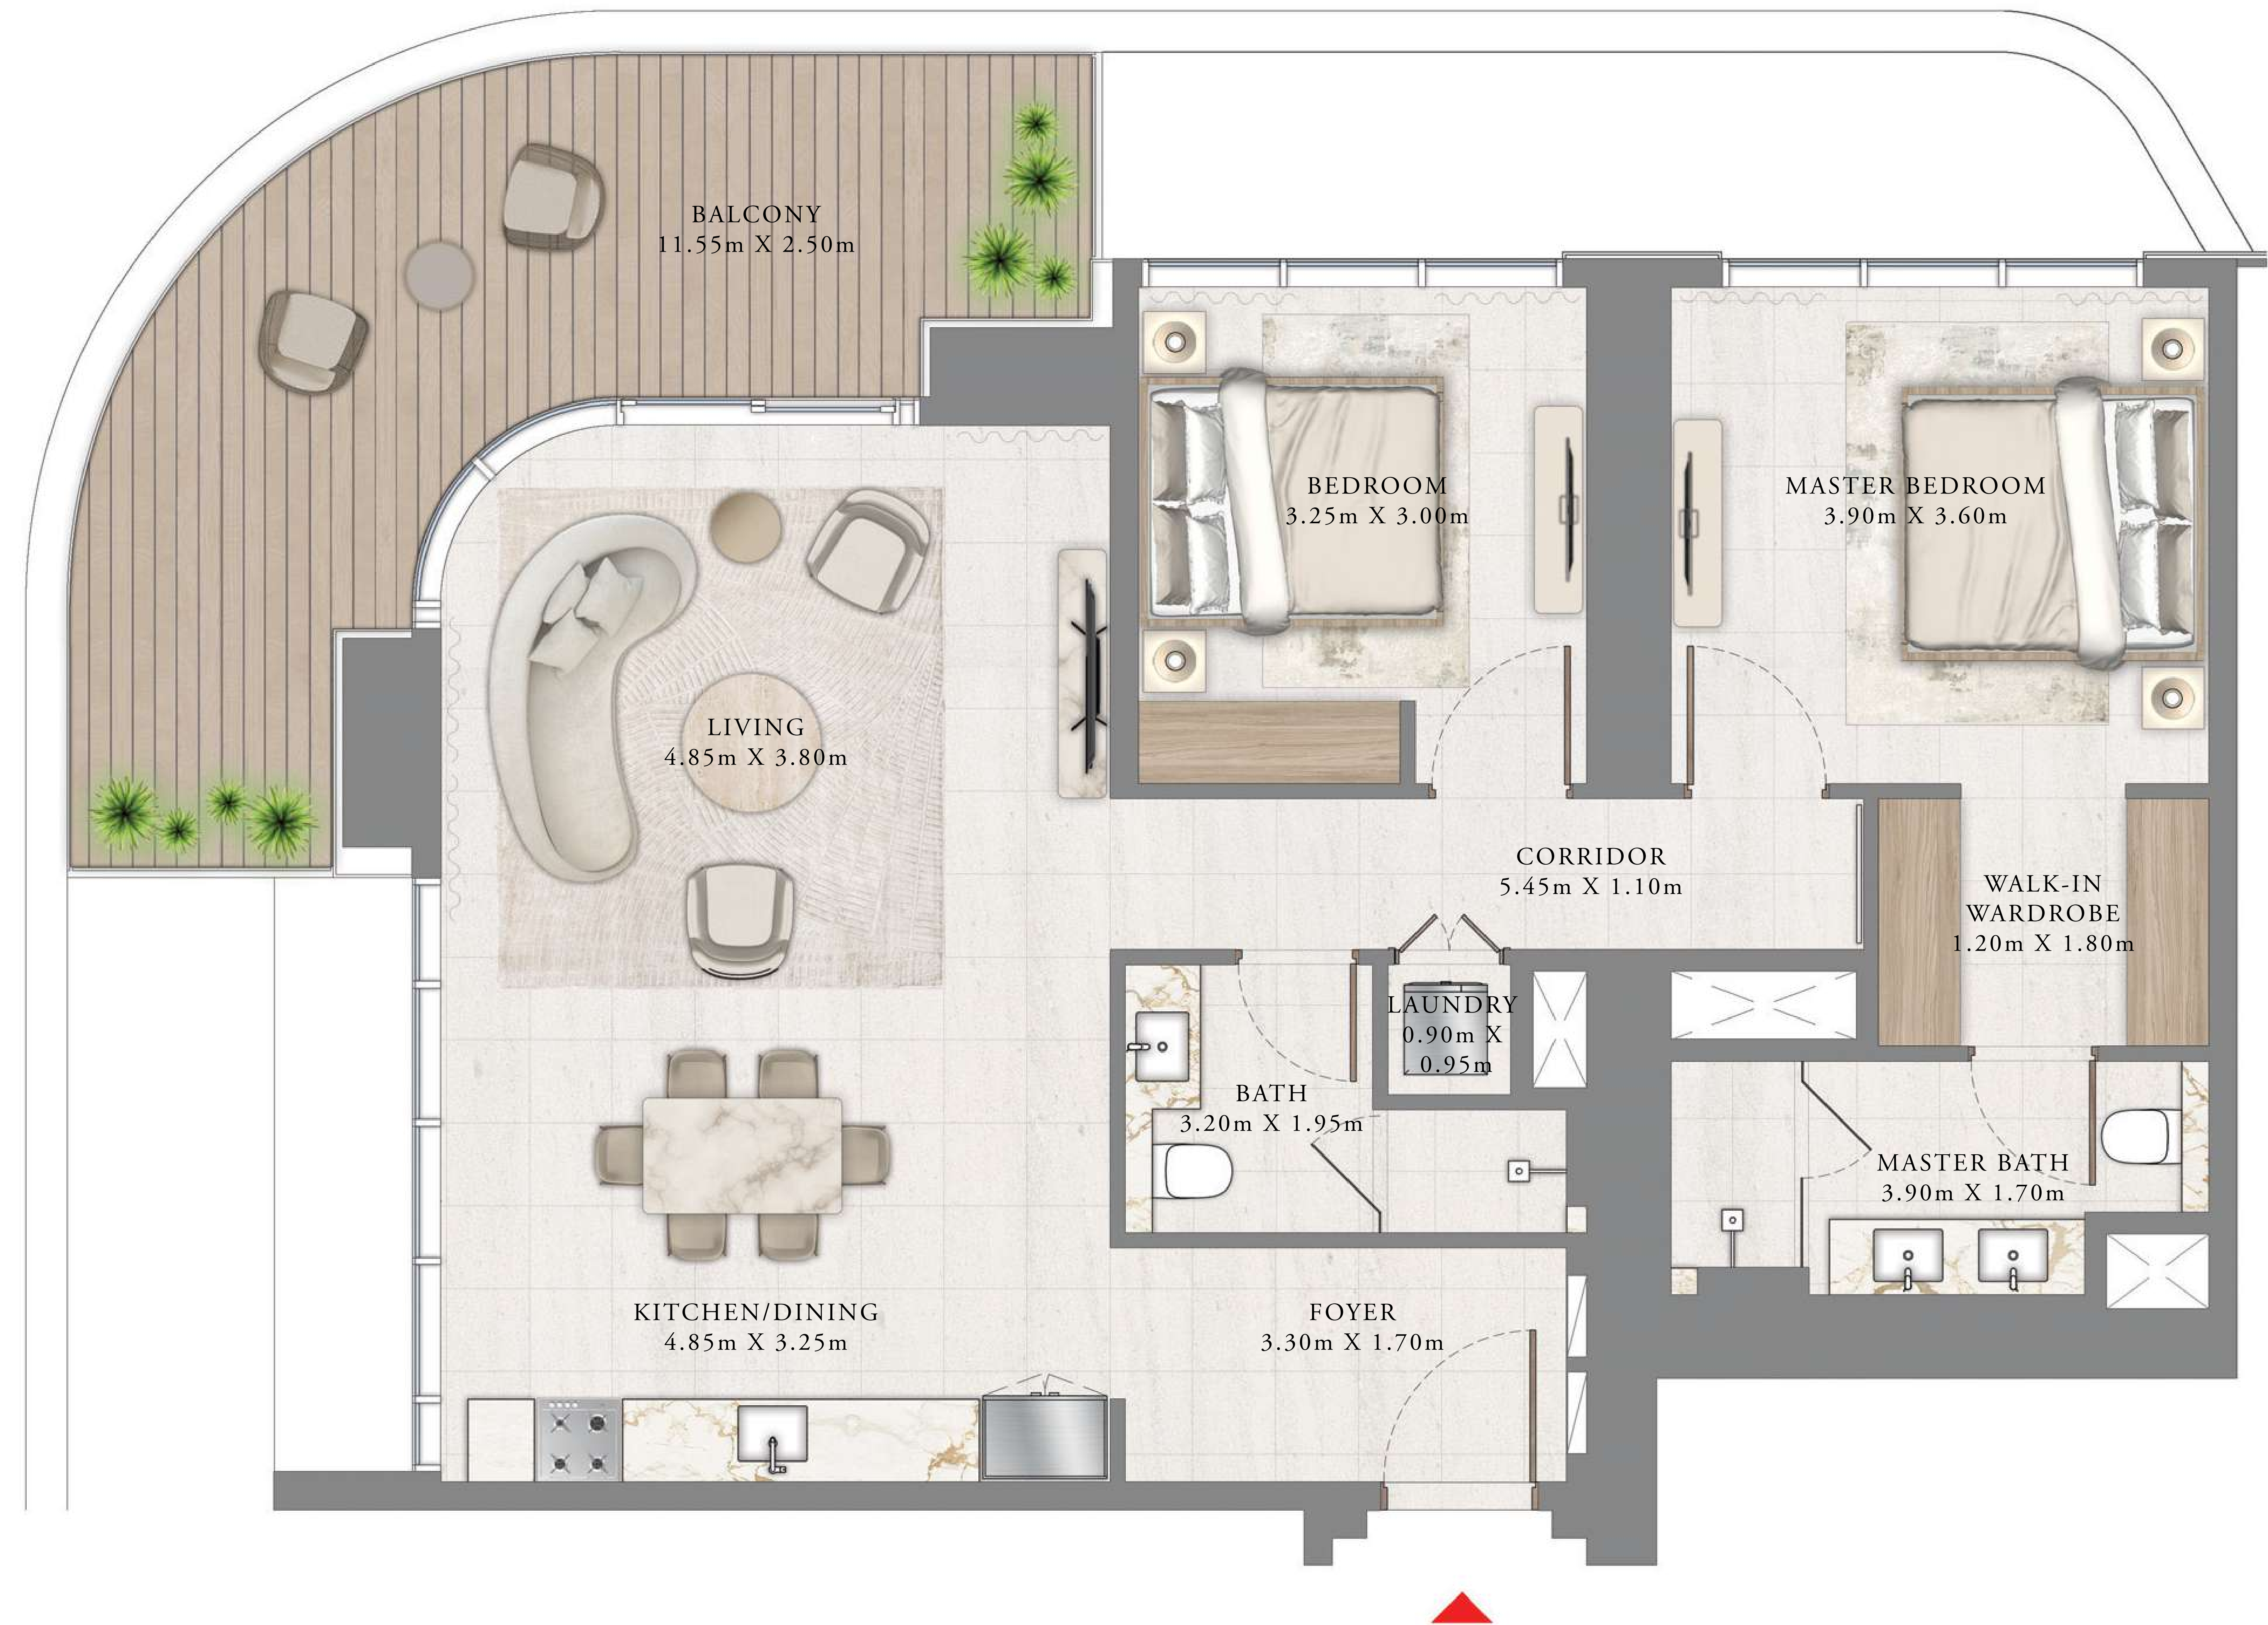 BALCONY
11.55m X 2.50m
BEDROOM
3.25m X 3.00m
MASTER BEDROOM
3.90m X 3.60m
LIVING
4.85m X 3.80m
CORRIDOR
5.45m X 1.10m
WALK-IN
WARDROBE
1.20m X 1.80m
LAUNDRY
0.90m X
0.95m
BATH
3.20m X 1.95m
MASTER BATH
3.90m X 1.70m
KITCHEN/DINING
4.85m X 3.25m
FOYER
3.30m X 1.70m